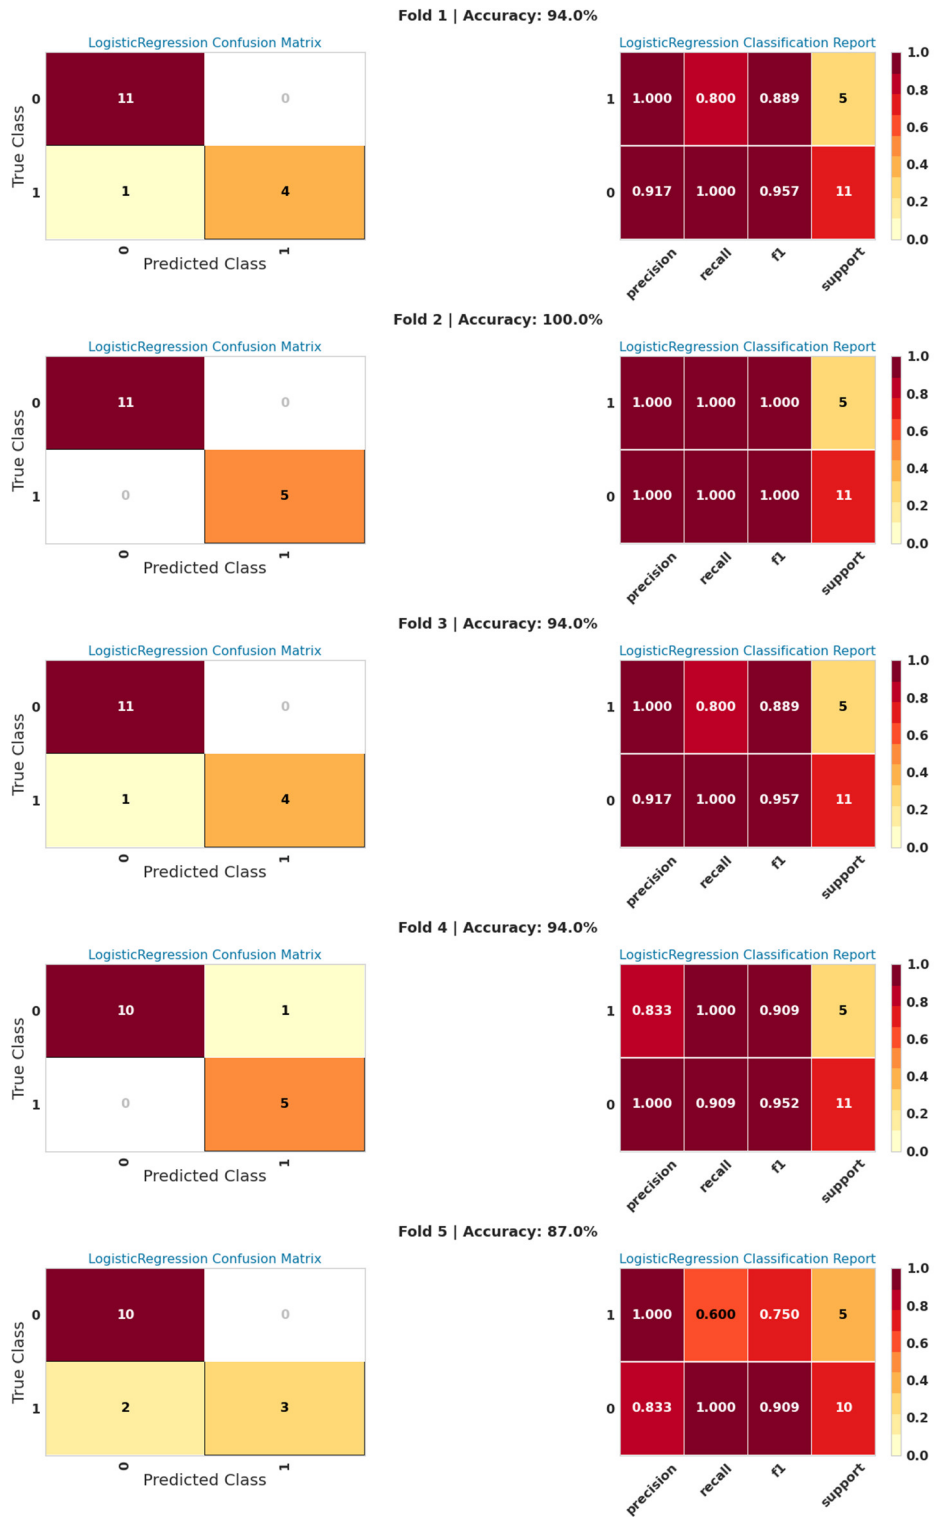 Fold 1 | Accuracy: 94.0%
LogisticRegression Confusion Matrix
True Class
0
11
0
1
1
4
0
1
Predicted Class
LogisticRegression Classification Report
1
1.000 0.800 0.889 5
0
0.917 1.000 0.957 11
precision recall f1 support
1.0
0.8
0.6
0.4
0.2
0.0
Fold 2 | Accuracy: 100.0%
LogisticRegression Confusion Matrix
True Class
0
11
0
1
0
5
0
1
Predicted Class
LogisticRegression Classification Report
1
1.000 1.000 1.000 5
0
1.000 1.000 1.000 11
precision recall f1 support
1.0
0.8
0.6
0.4
0.2
0.0
Fold 3 | Accuracy: 94.0%
LogisticRegression Confusion Matrix
True Class
0
11
0
1
1
4
0
1
Predicted Class
LogisticRegression Classification Report
1
1.000 0.800 0.889 5
0
0.917 1.000 0.957 11
precision recall f1 support
1.0
0.8
0.6
0.4
0.2
0.0
Fold 4 | Accuracy: 94.0%
LogisticRegression Confusion Matrix
True Class
0
10
1
1
0
5
0
1
Predicted Class
LogisticRegression Classification Report
1
0.833 1.000 0.909 5
0
1.000 0.909 0.952 11
precision recall f1 support
1.0
0.8
0.6
0.4
0.2
0.0
Fold 5 | Accuracy: 87.0%
LogisticRegression Confusion Matrix
True Class
0
10
0
1
2
3
0
1
Predicted Class
LogisticRegression Classification Report
1
1.000 0.600 0.750 5
0
0.833 1.000 0.909 10
precision recall f1 support
1.0
0.8
0.6
0.4
0.2
0.0